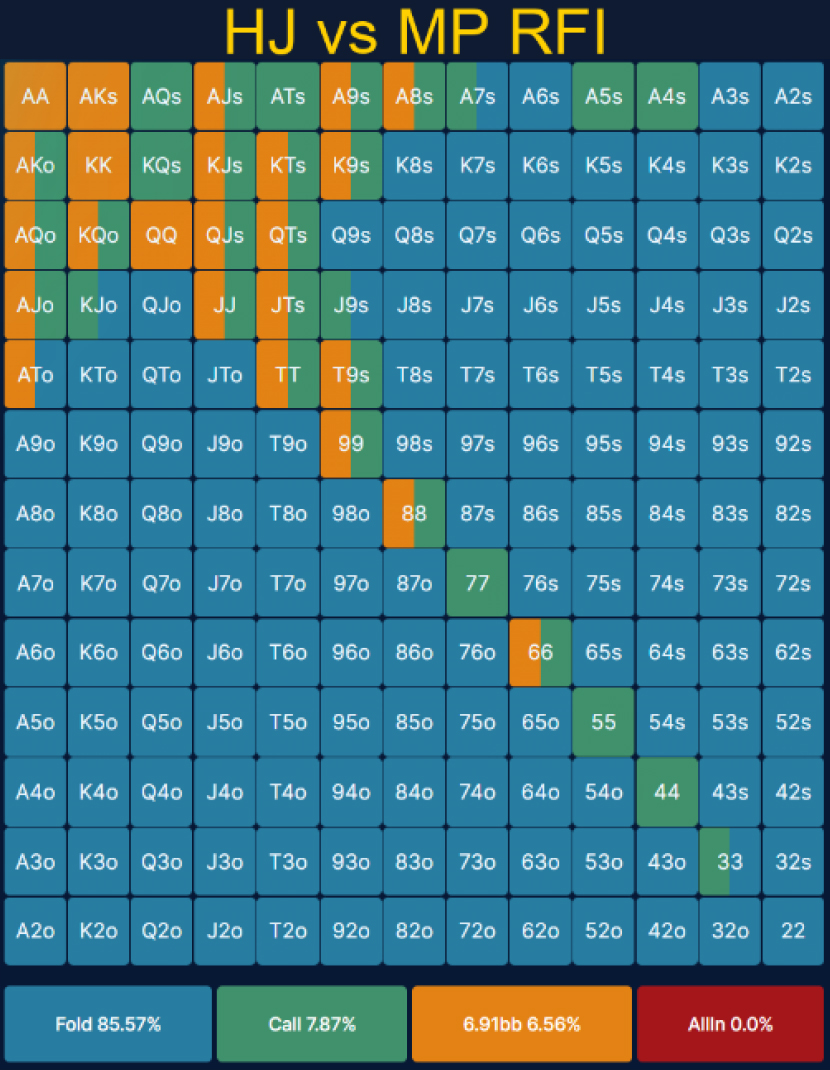 HJ vs MP RFI
AA AKs AQs AJs ATs A9s A8s A7s A6s A5s A4s A3s A2s
AKo KK KQs KJs KTs K9s K8s K7s K6s K5s K4s K3s K2s
AQo KQo QQ QJs QTs Q9s Q8s Q7s Q6s Q5s Q4s Q3s Q2s
AJo KJo QJo JJ JTs J9s J8s J7s J6s J5s J4s J3s J2s
ATo KTo QTo JTo TT T9s T8s T7s T6s T5s T4s T3s T2s
A9o K9o Q9o J9o T9o 99 98s 97s 96s 95s 94s 93s 92s
A8o K8o Q8o J8o T8o 98o 88 87s 86s 85s 84s 83s 82s
A7o K7o Q7o J7o T7o 97o 87o 77 76s 75s 74s 73s 72s
A6o K6o Q6o J6o T6o 96o 86o 76o 66 65s 64s 63s 62s
A5o K5o Q5o J5o T5o 95o 85o 75o 65o 55 54s 53s 52s
A4o K4o Q4o J4o T4o 94o 84o 74o 64o 54o 44 43s 42s
A3o K3o Q3o J3o T3o 93o 83o 73o 63o 53o 43o 33 32s
A2o K2o Q2o J2o T2o 92o 82o 72o 62o 52o 42o 32o 22
Fold 85.57% Call 7.87% 6.91bb 6.56% AllIn 0.0%